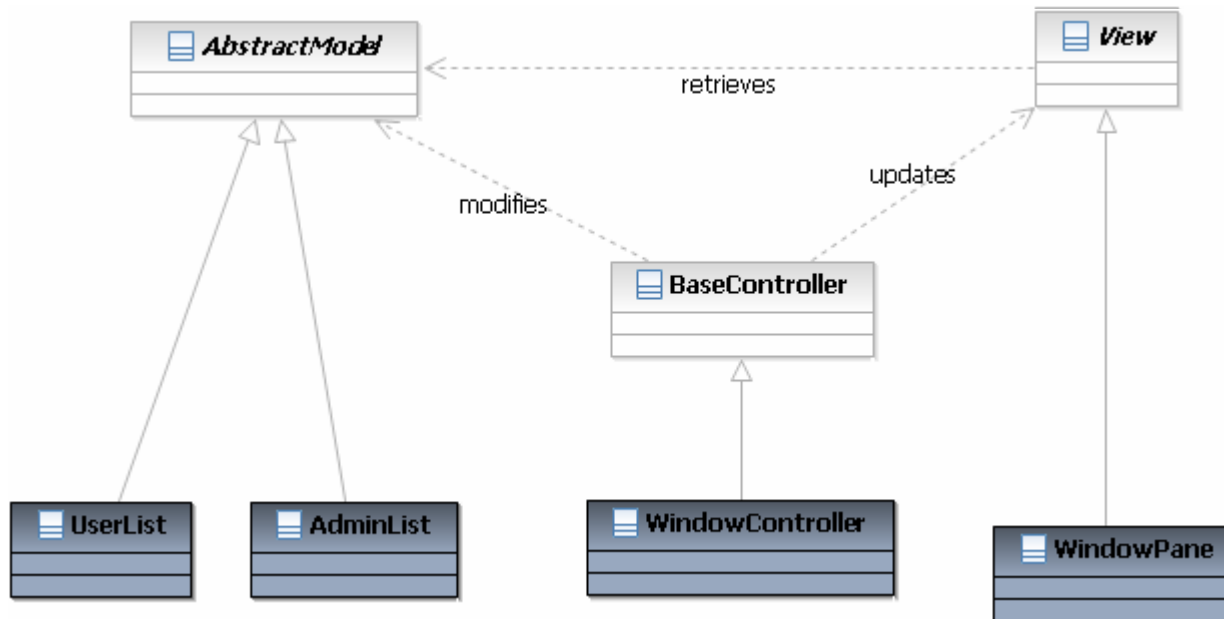 AbstractModel
View
retrieves
updates
modifies
BaseController
UserList
AdminList
WindowController
WindowPane